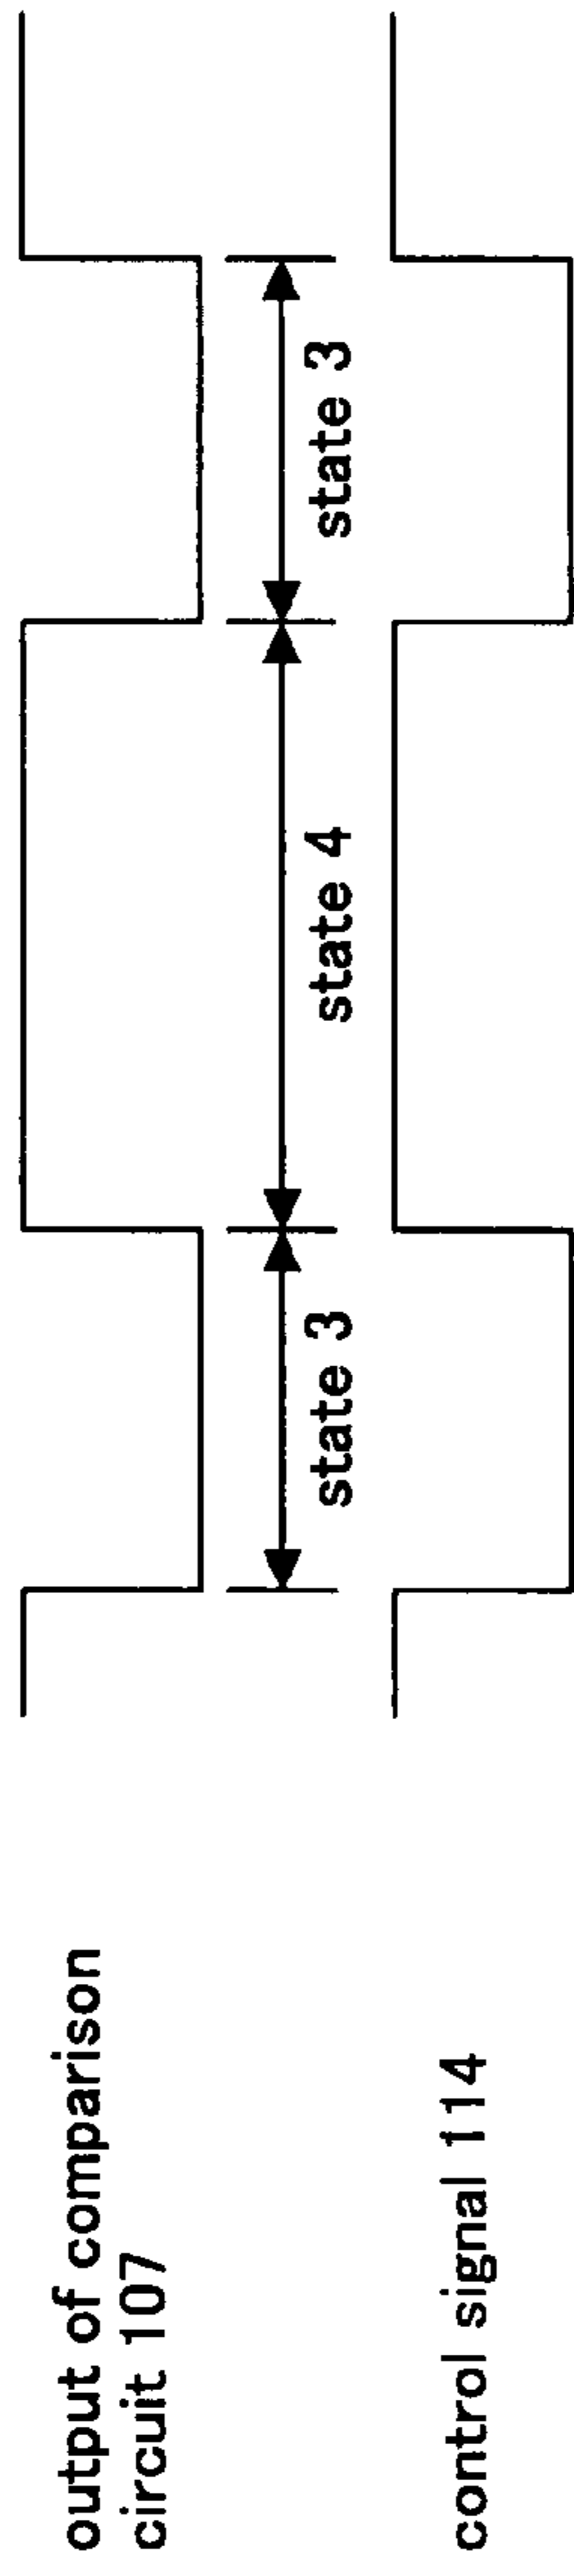 output of comparison
circuit 107
state 3
state 4
state 3
control signal 114